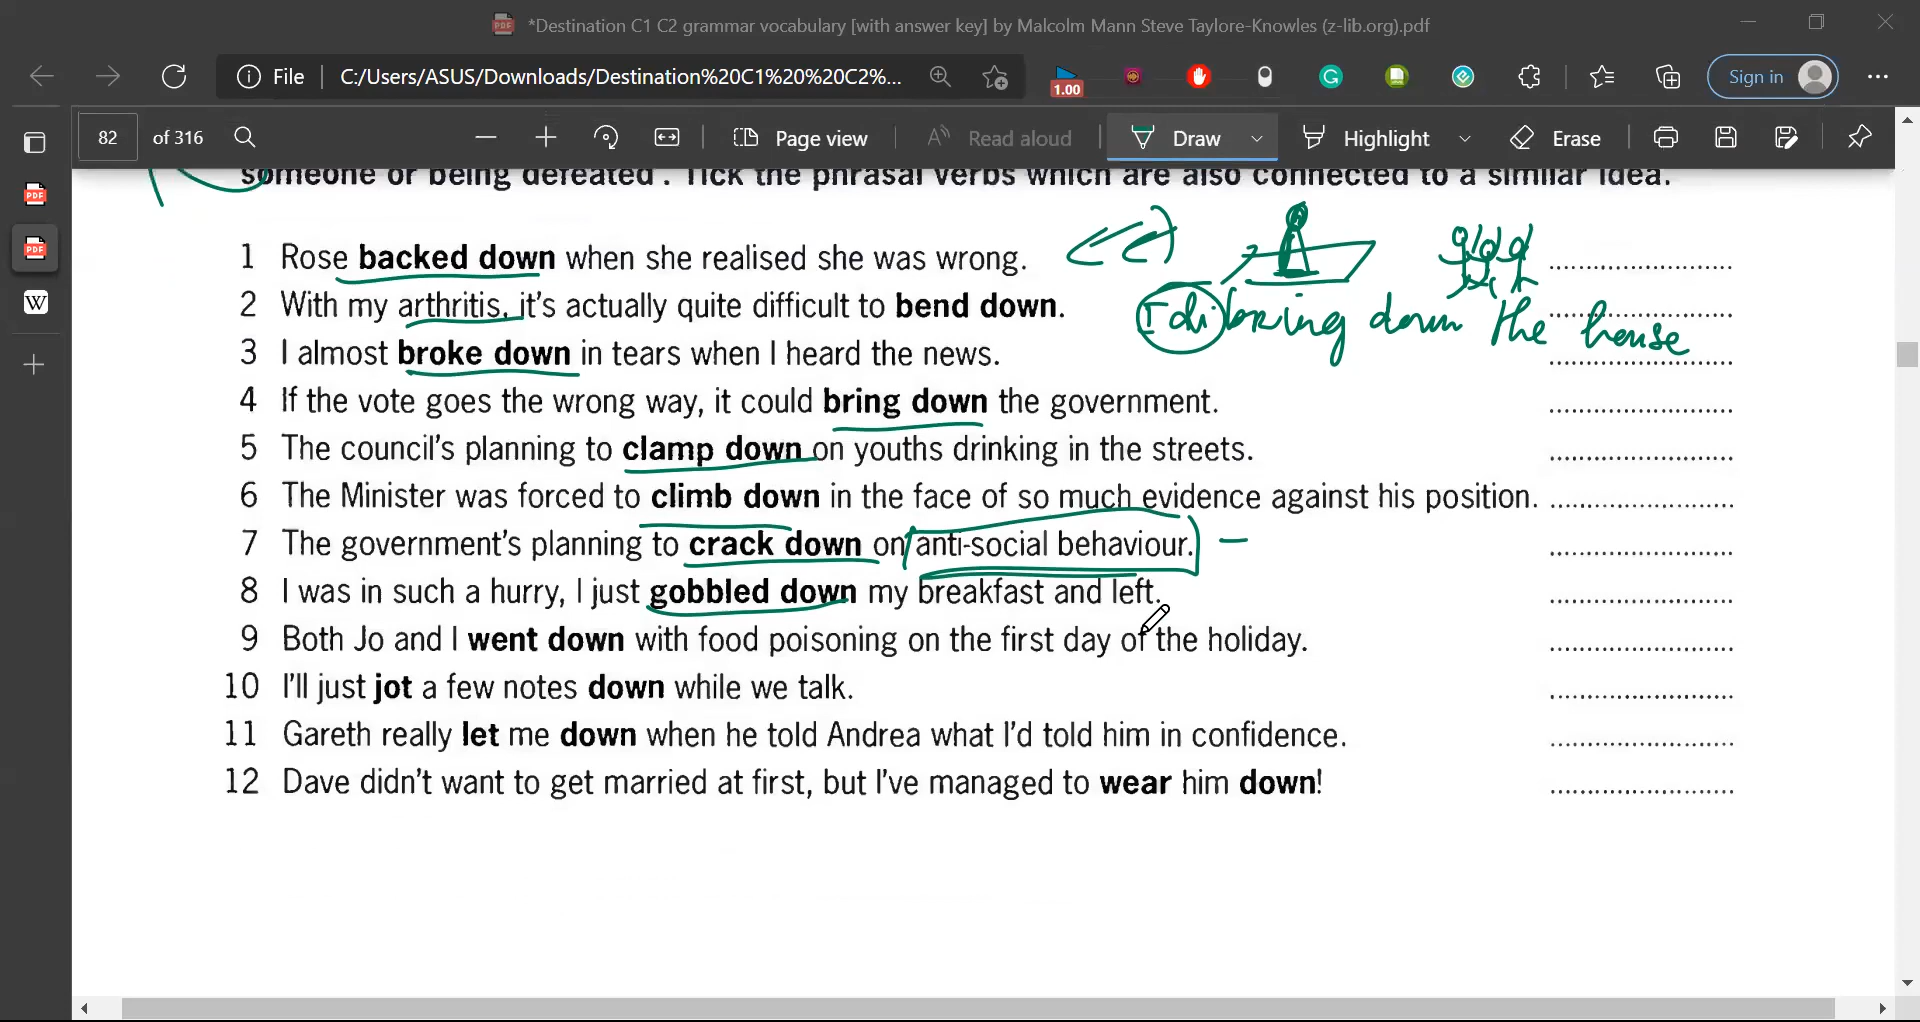 *Destination C1 C2 grammar vocabulary [with answer key] by Malcolm Mann Steve Taylore-Knowles (z-lib.org).pdf
File C:/Users/ASUS/Downloads/Destination%20C1%20%20C2%... 1.00 Sign in
82 of 316 Page view Read aloud Draw Highlight Erase
someone or being defeated'. Tick the phrasal verbs which are also connected to a similar idea.
1 Rose backed down when she realised she was wrong. ........................
2 With my arthritis, it's actually quite difficult to bend down. ........................
(Idi) bring down the house
3 I almost broke down in tears when I heard the news. ........................
4 If the vote goes the wrong way, it could bring down the government. ........................
5 The council's planning to clamp down on youths drinking in the streets. ........................
6 The Minister was forced to climb down in the face of so much evidence against his position. ........................
7 The government's planning to crack down on anti-social behaviour. ........................
8 I was in such a hurry, I just gobbled down my breakfast and left. ........................
9 Both Jo and I went down with food poisoning on the first day of the holiday. ........................
10 I'll just jot a few notes down while we talk. ........................
11 Gareth really let me down when he told Andrea what I'd told him in confidence. ........................
12 Dave didn't want to get married at first, but I've managed to wear him down! ........................